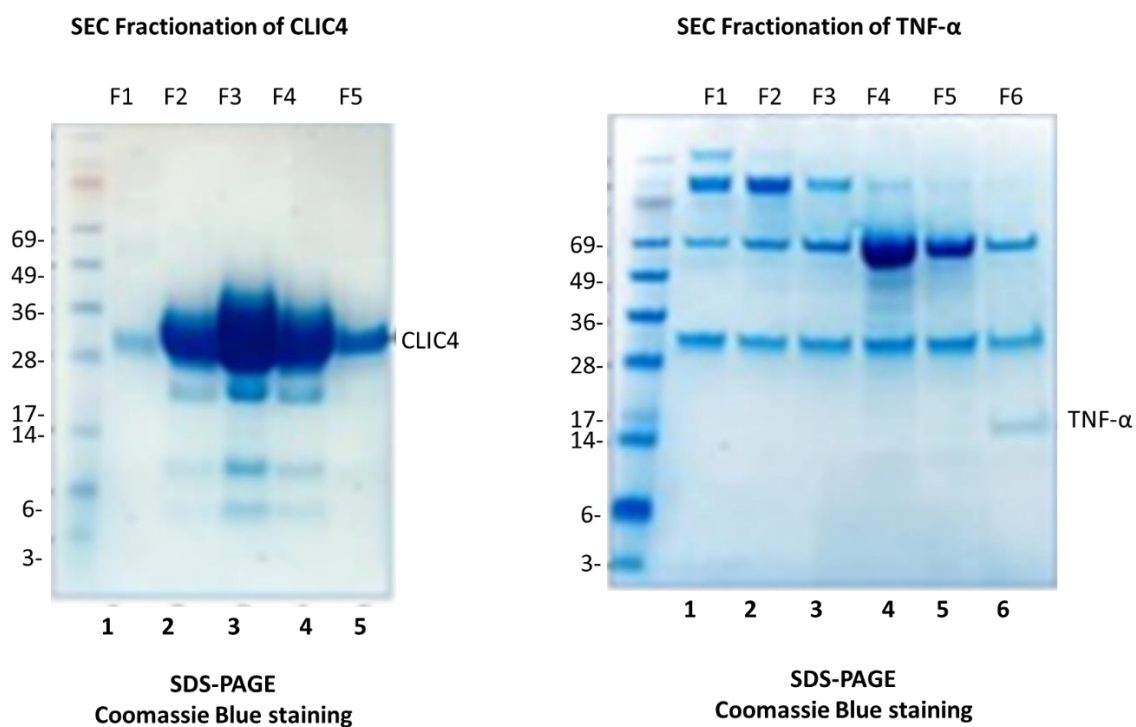 SEC Fractionation of CLIC4
F1 F2 F3 F4 F5
69-
49-
36-
CLIC4
28-
17-
14-
6-
3-
1 2 3 4 5
SDS-PAGE
Coomassie Blue staining
SEC Fractionation of TNF-α
F1 F2 F3 F4 F5 F6
69-
49-
36-
28-
17- TNF-α
14-
6-
3-
1 2 3 4 5 6
SDS-PAGE
Coomassie Blue staining